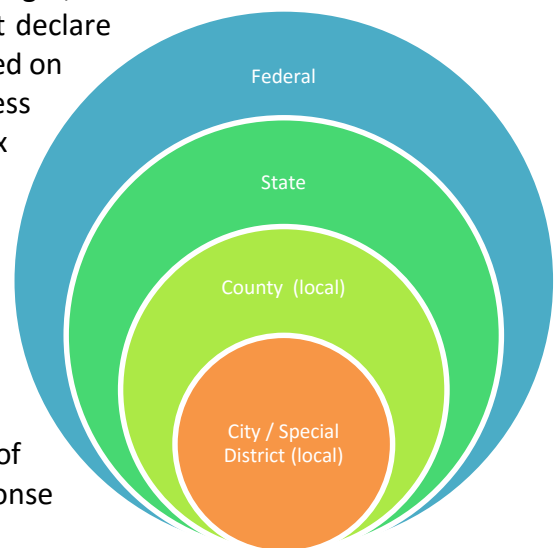 t declare
ed on
ess
x
of
onse
Federal
State
County (local)
City / Special
District (local)